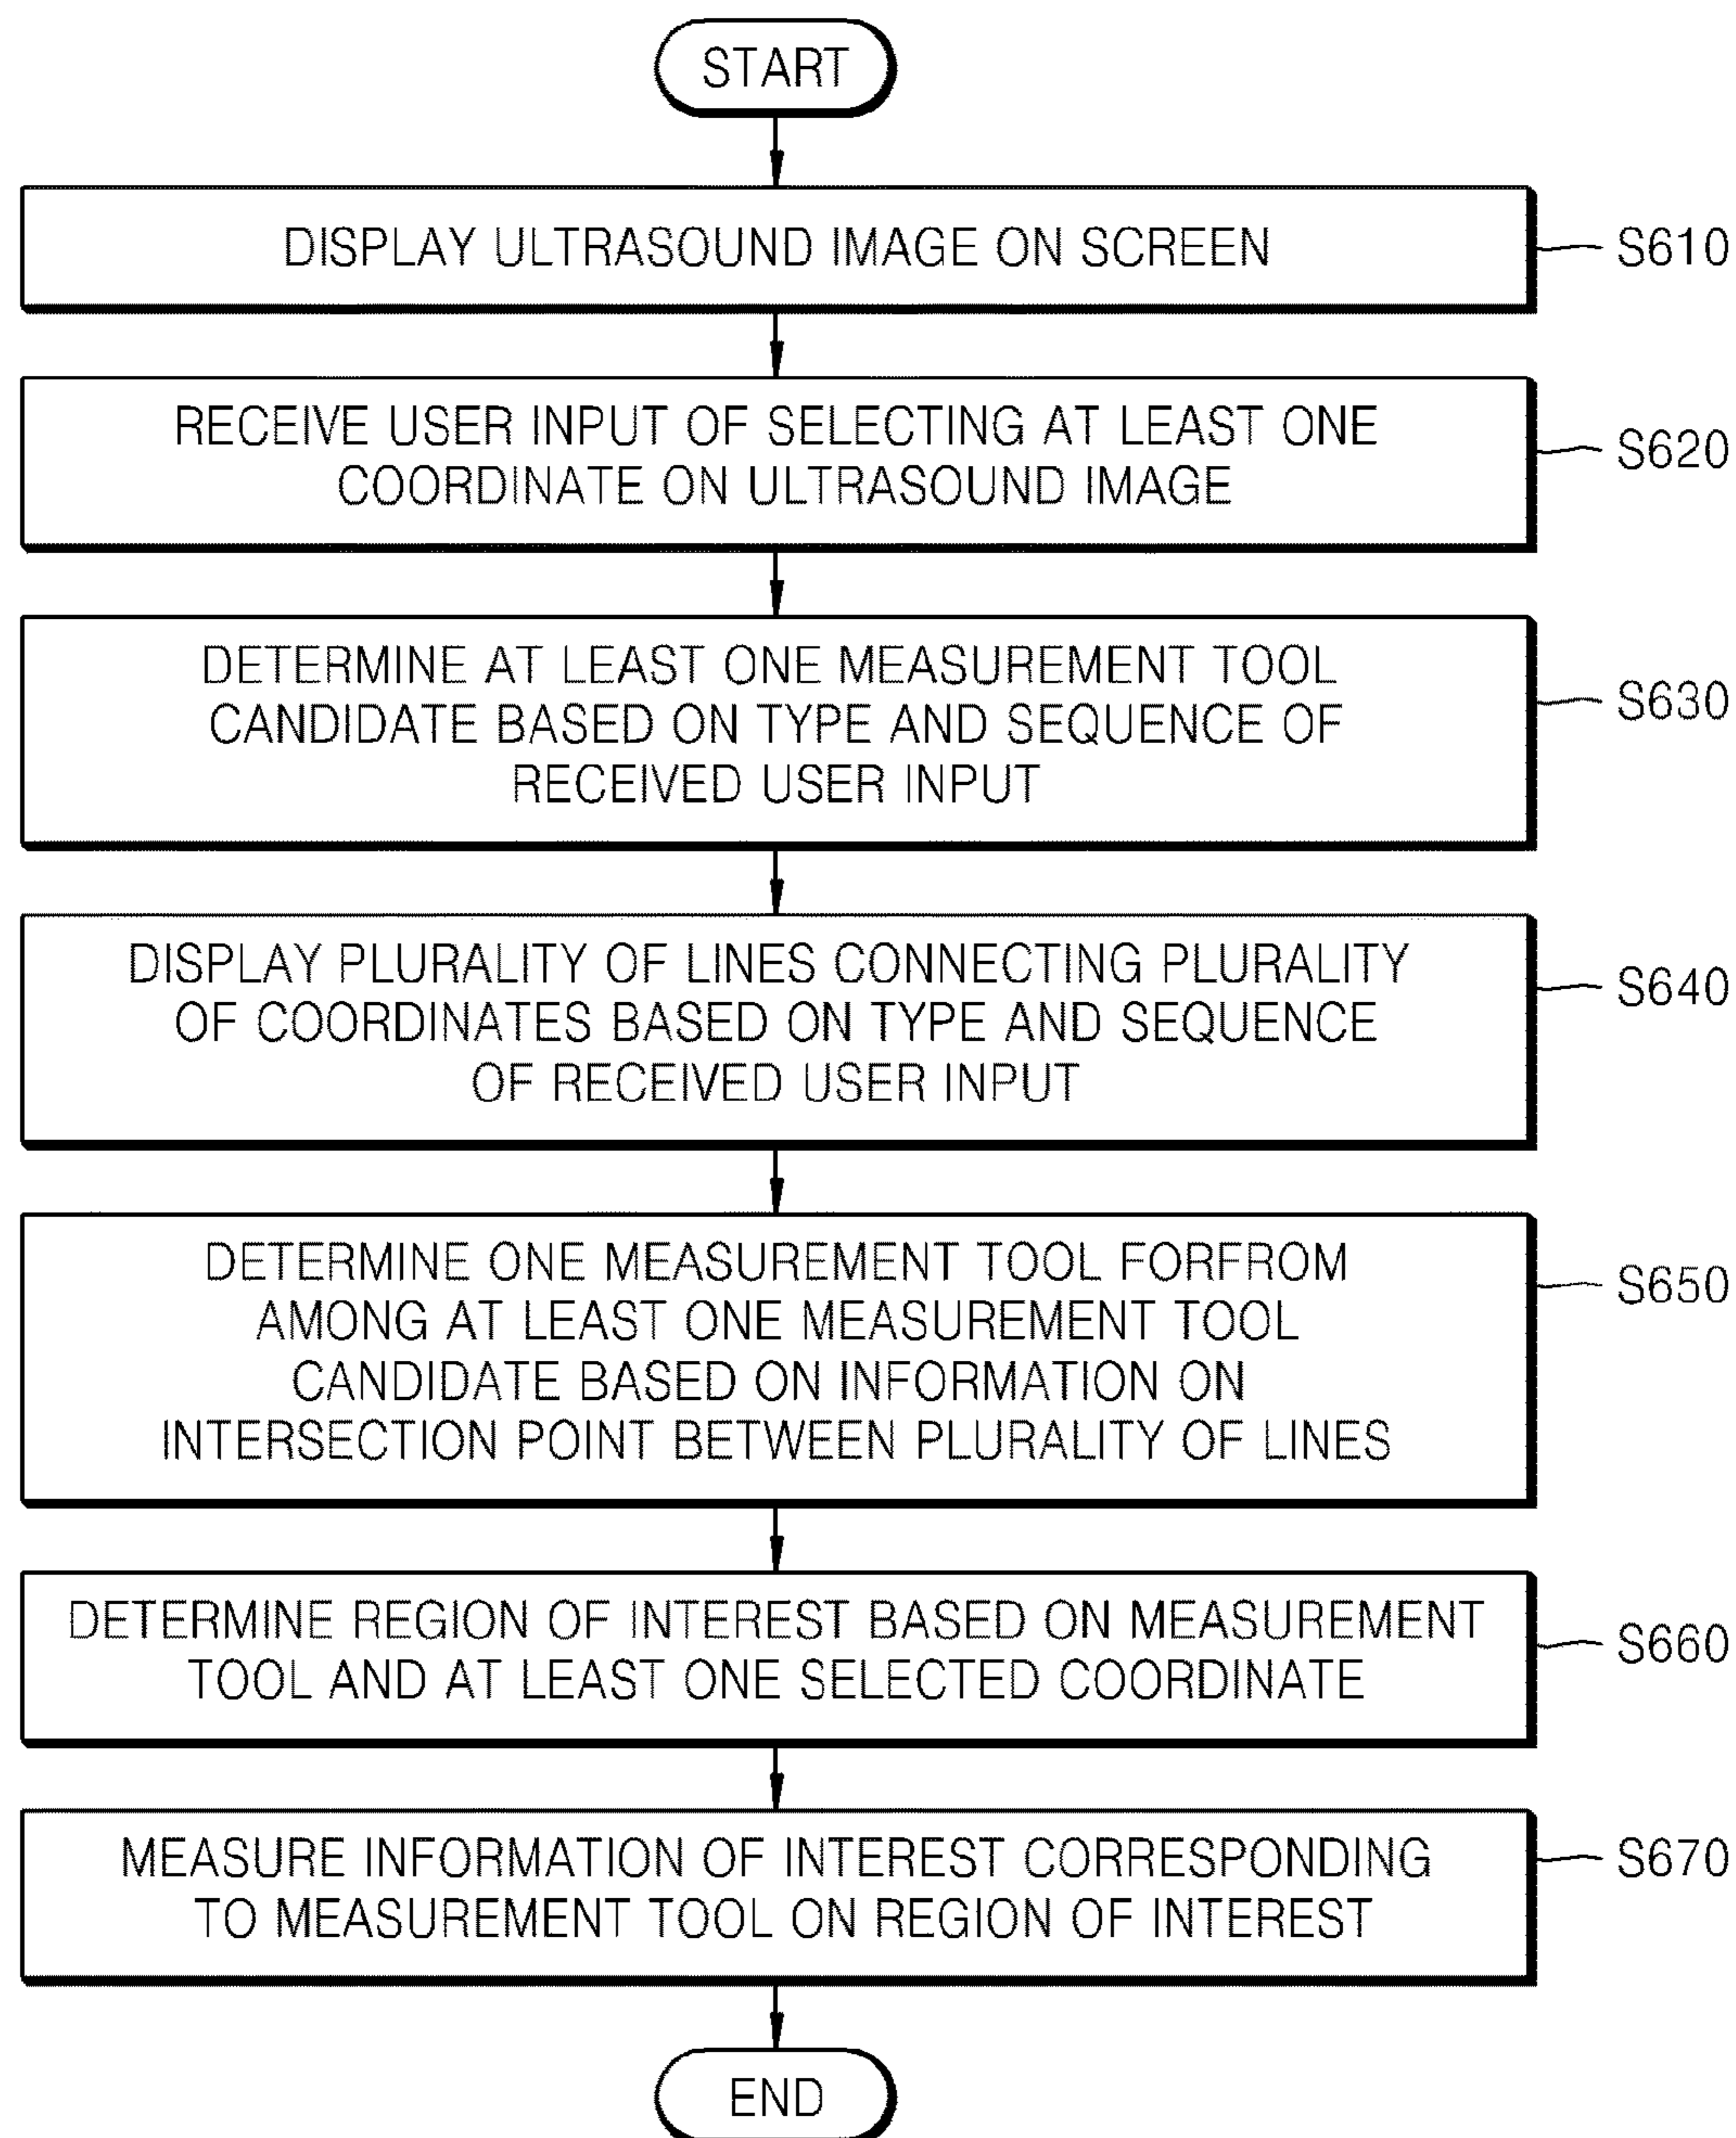 START
DISPLAY ULTRASOUND IMAGE ON SCREEN
S610
RECEIVE USER INPUT OF SELECTING AT LEAST ONE
COORDINATE ON ULTRASOUND IMAGE
S620
DETERMINE AT LEAST ONE MEASUREMENT TOOL
CANDIDATE BASED ON TYPE AND SEQUENCE OF
RECEIVED USER INPUT
S630
DISPLAY PLURALITY OF LINES CONNECTING PLURALITY
OF COORDINATES BASED ON TYPE AND SEQUENCE
OF RECEIVED USER INPUT
S640
DETERMINE ONE MEASUREMENT TOOL FORFROM
AMONG AT LEAST ONE MEASUREMENT TOOL
CANDIDATE BASED ON INFORMATION ON
INTERSECTION POINT BETWEEN PLURALITY OF LINES
S650
DETERMINE REGION OF INTEREST BASED ON MEASUREMENT
TOOL AND AT LEAST ONE SELECTED COORDINATE
S660
MEASURE INFORMATION OF INTEREST CORRESPONDING
TO MEASUREMENT TOOL ON REGION OF INTEREST
S670
END